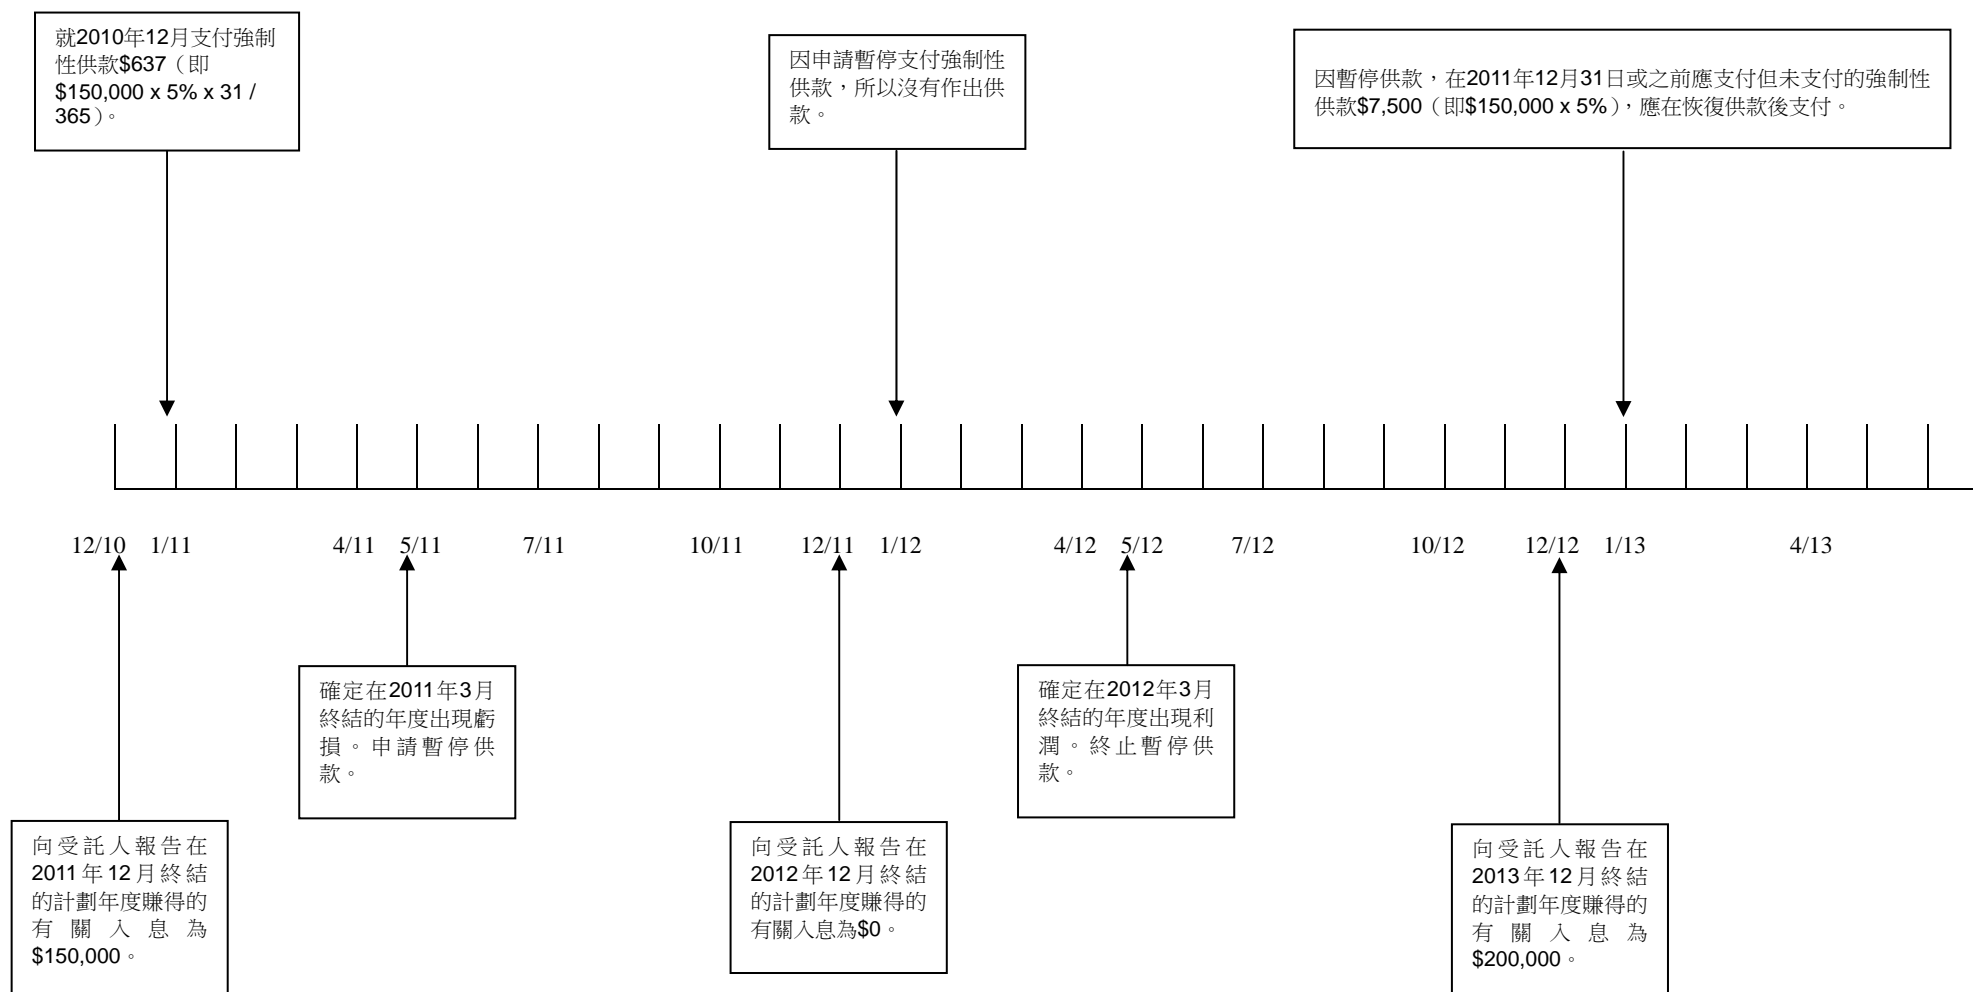 就2010年12月支付強制
性供款$637（即
$150,000 x 5% x 31 /
365）。
因申請暫停支付強制性
供款，所以沒有作出供
款。
因暫停供款，在2011年12月31日或之前應支付但未支付的強制性
供款$7,500（即$150,000 x 5%），應在恢復供款後支付。
12/10 1/11 4/11 5/11 7/11 10/11 12/11 1/12 4/12 5/12 7/12 10/12 12/12 1/13 4/13
確定在2011年3月
終結的年度出現虧
損。申請暫停供
款。
確定在2012年3月
終結的年度出現利
潤。終止暫停供
款。
向受託人報告在
2011年12月終結
的計劃年度賺得的
有關入息為
$150,000。
向受託人報告在
2012年12月終結
的計劃年度賺得的
有關入息為$0。
向受託人報告在
2013年12月終結
的計劃年度賺得的
有關入息為
$200,000。